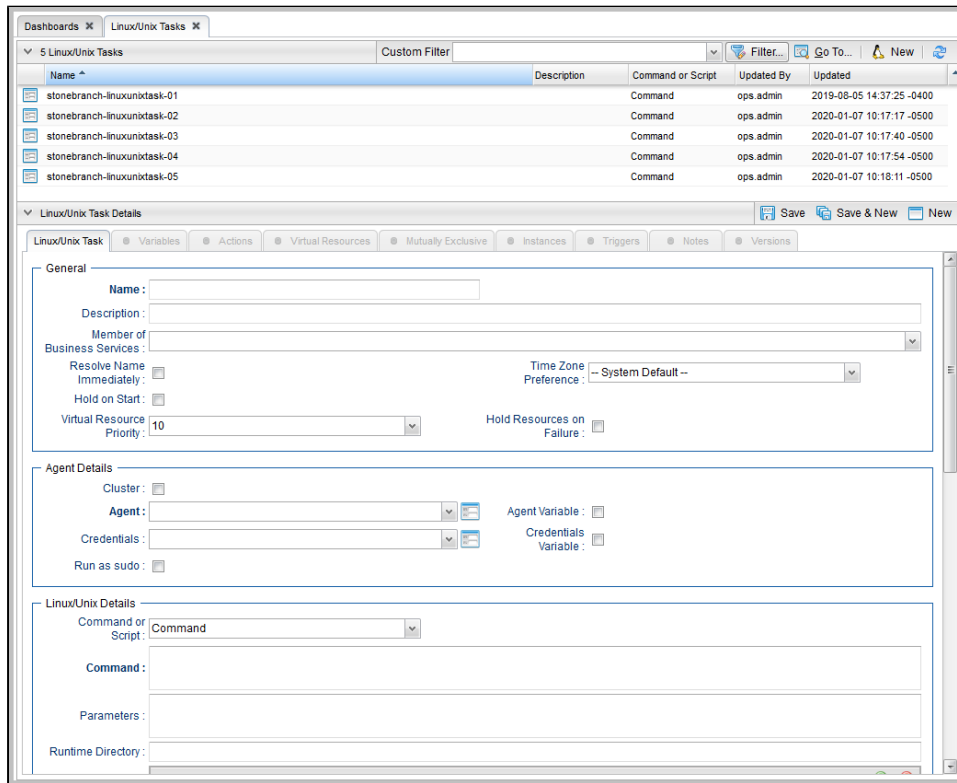 Dashboards Linux/Unix Tasks
5 Linux/Unix Tasks Custom Filter Filter... Go To... New
Name Description Command or Script Updated By Updated
stonebranch-linuxunixtask-01 Command ops.admin 2019-08-05 14:37:25 -0400
stonebranch-linuxunixtask-02 Command ops.admin 2020-01-07 10:17:17 -0500
stonebranch-linuxunixtask-03 Command ops.admin 2020-01-07 10:17:40 -0500
stonebranch-linuxunixtask-04 Command ops.admin 2020-01-07 10:17:54 -0500
stonebranch-linuxunixtask-05 Command ops.admin 2020-01-07 10:18:11 -0500
Linux/Unix Task Details Save Save & New New
Linux/Unix Task Variables Actions Virtual Resources Mutually Exclusive Instances Triggers Notes Versions
General
Name :
Description :
Member of
Business Services :
Resolve Name
Immediately :
Time Zone
Preference : -- System Default --
Hold on Start :
Virtual Resource
Priority : 10
Hold Resources on
Failure :
Agent Details
Cluster :
Agent : Agent Variable :
Credentials :
Credentials
Variable :
Run as sudo :
Linux/Unix Details
Command or
Script : Command
Command :
Parameters :
Runtime Directory :